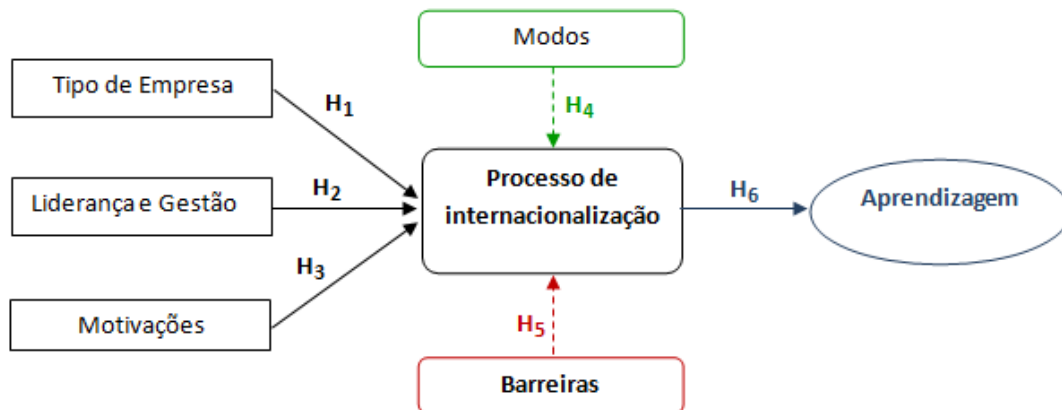 Modos
Tipo de Empresa
H1
H4
Liderança e Gestão
H2
Processo de
internacionalização
H6
Aprendizagem
H3
Motivações
H5
Barreiras